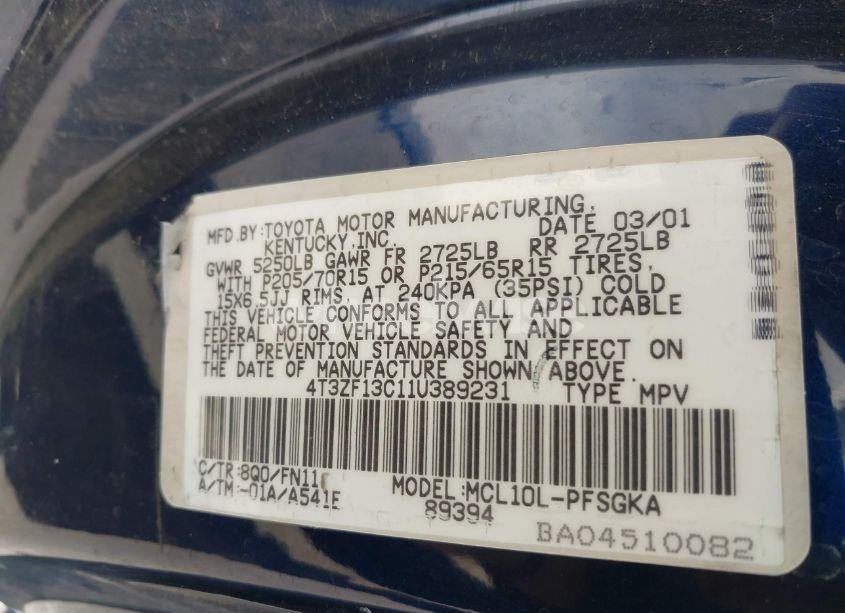 MFD.BY:TOYOTA MOTOR MANUFACTURING,
KENTUCKY,INC. DATE 03/01
GVWR 5250LB GAWR FR 2725LB RR 2725LB
WITH P205/70R15 OR P215/65R15 TIRES,
15X6.5JJ RIMS, AT 240KPA (35PSI) COLD
THIS VEHICLE CONFORMS TO ALL APPLICABLE
FEDERAL MOTOR VEHICLE SAFETY AND
THEFT PREVENTION STANDARDS IN EFFECT ON
THE DATE OF MANUFACTURE SHOWN ABOVE.
4T3ZF13C11U389231 TYPE MPV
C/TR:8Q0/FN11
A/TM:-01A/A541E MODEL:MCL10L-PFSGKA
89394
BA04510082